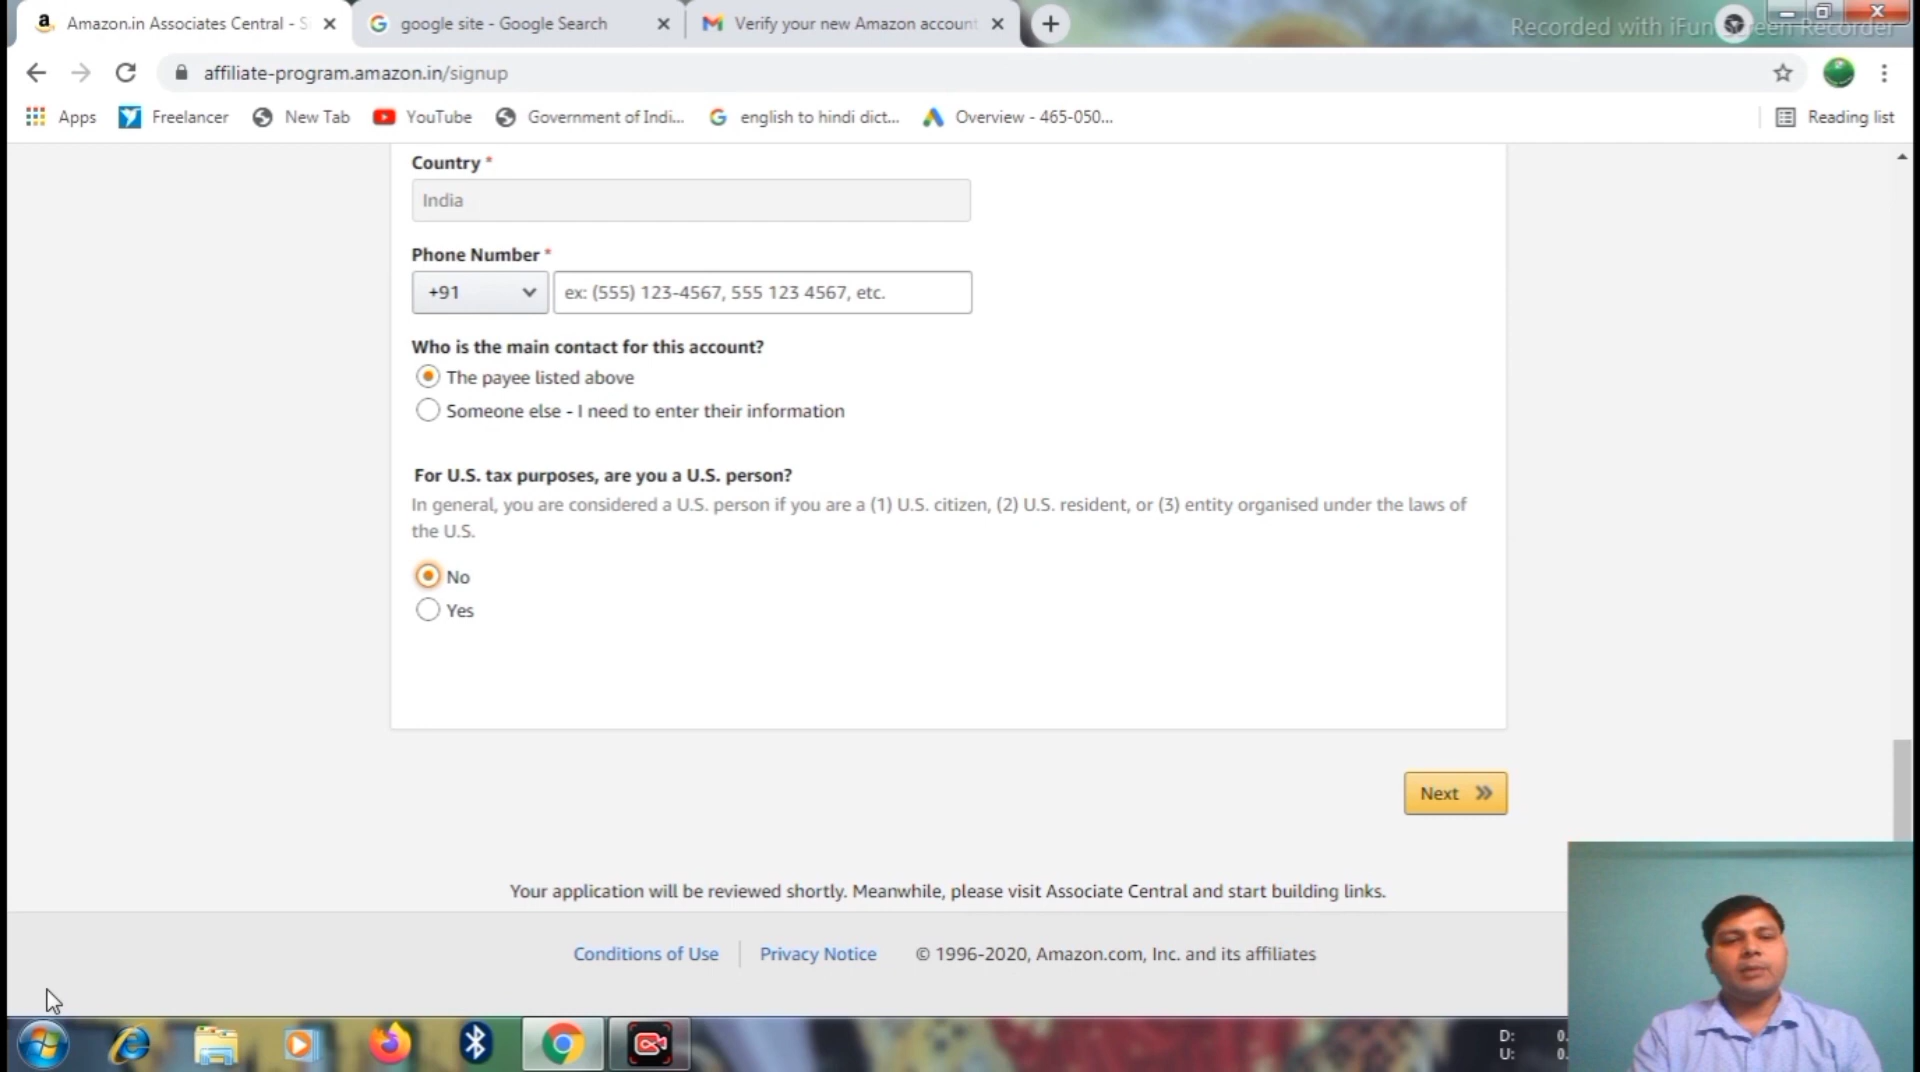 Amazon.in Associates Central - S
google site - Google Search
Verify your new Amazon account
Recorded with iFun Screen Recorder
affiliate-program.amazon.in/signup
Apps
Freelancer
New Tab
YouTube
Government of Indi...
english to hindi dict...
Overview - 465-050...
Reading list
Country *
India
Phone Number *
+91
ex: (555) 123-4567, 555 123 4567, etc.
Who is the main contact for this account?
The payee listed above
Someone else - I need to enter their information
For U.S. tax purposes, are you a U.S. person?
In general, you are considered a U.S. person if you are a (1) U.S. citizen, (2) U.S. resident, or (3) entity organised under the laws of
the U.S.
No
Yes
Next
Your application will be reviewed shortly. Meanwhile, please visit Associate Central and start building links.
Conditions of Use
Privacy Notice
© 1996-2020, Amazon.com, Inc. and its affiliates
D: 0.
U: 0.